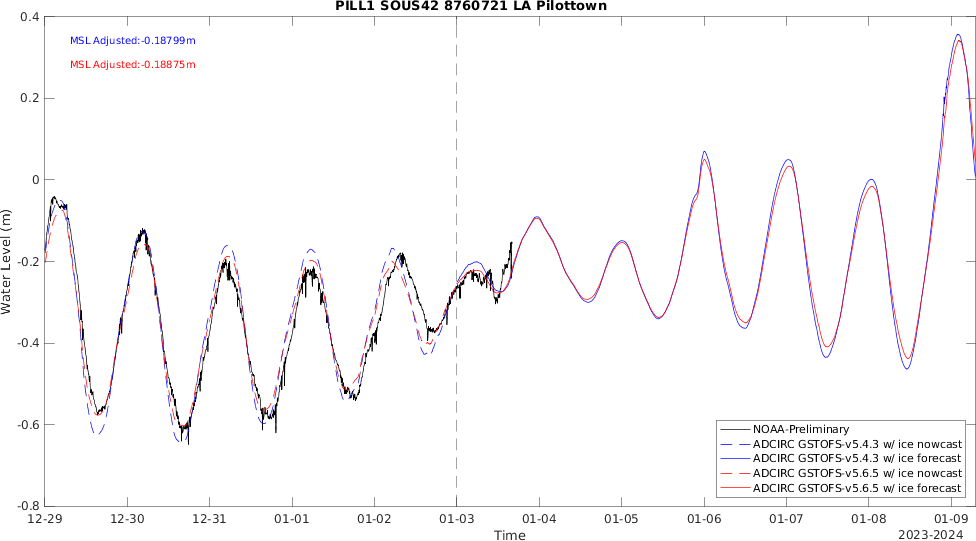 PILL1 SOUS42 8760721 LA Pilottown
0.4
MSL Adjusted:-0.18799m
MSL Adjusted:-0.18875m
0.2
0
-0.2
-0.4
-0.6
-0.8
Water Level (m)
NOAA-Preliminary
ADCIRC GSTOFS-v5.4.3 w/ ice nowcast
ADCIRC GSTOFS-v5.4.3 w/ ice forecast
ADCIRC GSTOFS-v5.6.5 w/ ice nowcast
ADCIRC GSTOFS-v5.6.5 w/ ice forecast
12-29 12-30 12-31 01-01 01-02 01-03 01-04 01-05 01-06 01-07 01-08 01-09
Time
2023-2024